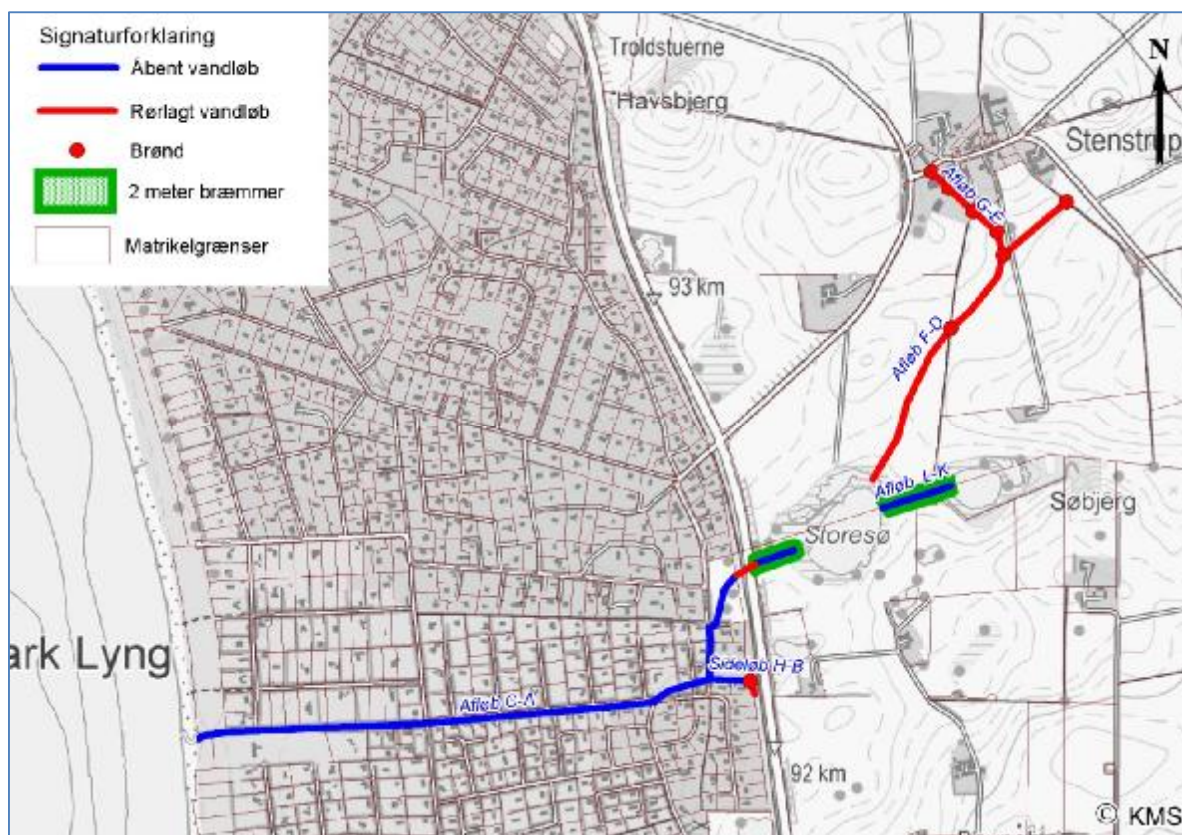 Signaturforklaring
Åbent vandløb
Rørlagt vandløb
Brønd
2 meter bræmmer
Matrikelgrænser
Troldstuerne
Havsbjerg
N
Stenstrup
Afløb G-E
93 km
Afløb F-D
Afløb L-K
Søbjerg
Storesø
ark Lyng
Sideløb H-B
Afløb C-A
92 km
© KMS